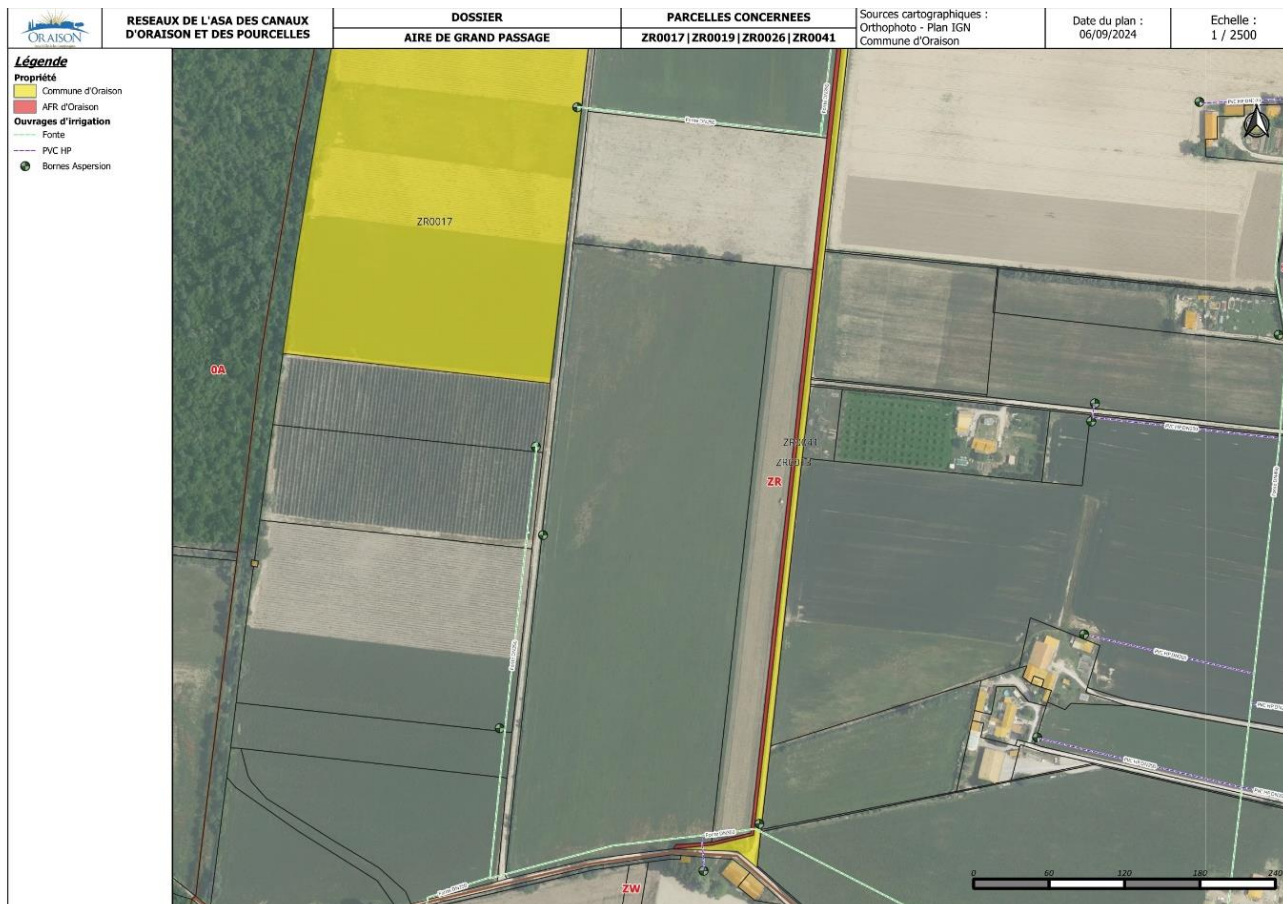 ORAISON
RESEAUX DE L'ASA DES CANAUX
D'ORAISON ET DES POURCELLES
DOSSIER
AIRE DE GRAND PASSAGE
PARCELLES CONCERNEES
ZR0017|ZR0019|ZR0026|ZR0041
Sources cartographiques :
Orthophoto - Plan IGN
Commune d'Oraison
Date du plan :
06/09/2024
Echelle :
1 / 2500
Légende
Propriété
Commune d'Oraison
AFR d'Oraison
Ouvrages d'irrigation
Fonte
PVC HP
Bornes Aspersion
ZR0017
0A
ZR0041
ZR
ZW
0 60 120 180 240